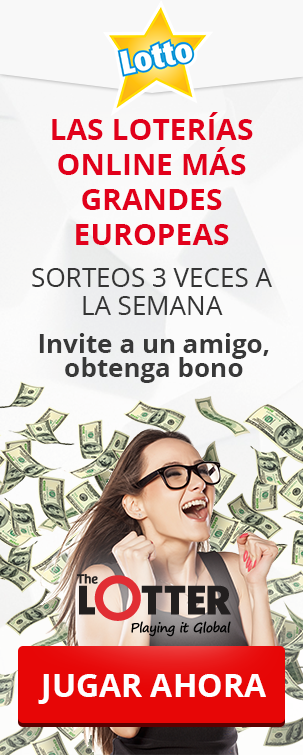 Lotto
LAS LOTERÍAS
ONLINE MÁS
GRANDES
EUROPEAS
SORTEOS 3 VECES A
LA SEMANA
Invite a un amigo,
obtenga bono
The
LOTTER
Playing it Global
JUGAR AHORA